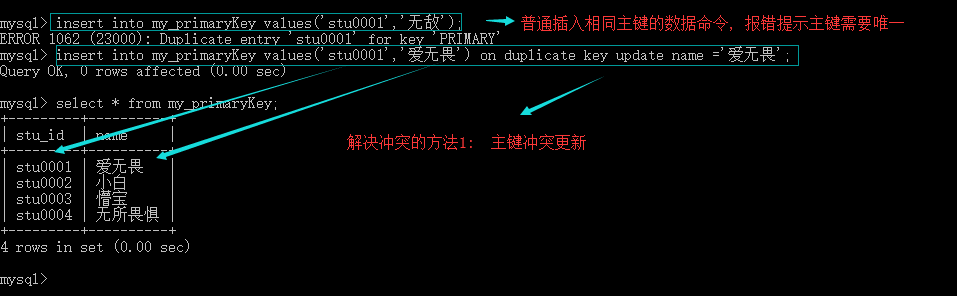 mysql> insert into my_primaryKey values('stu0001','无敌');
普通插入相同主键的数据命令，报错提示主键需要唯一
ERROR 1062 (23000): Duplicate entry 'stu0001' for key 'PRIMARY'
mysql> insert into my_primaryKey values('stu0001','爱无畏') on duplicate key update name ='爱无畏';
Query OK, 0 rows affected (0.00 sec)
mysql> select * from my_primaryKey;
+---------+----------+
| stu_id | name |
+---------+----------+
| stu0001 | 爱无畏 |
| stu0002 | 小白 |
| stu0003 | 懵宝 |
| stu0004 | 无所畏惧 |
+---------+----------+
4 rows in set (0.00 sec)
解决冲突的方法1： 主键冲突更新
mysql>